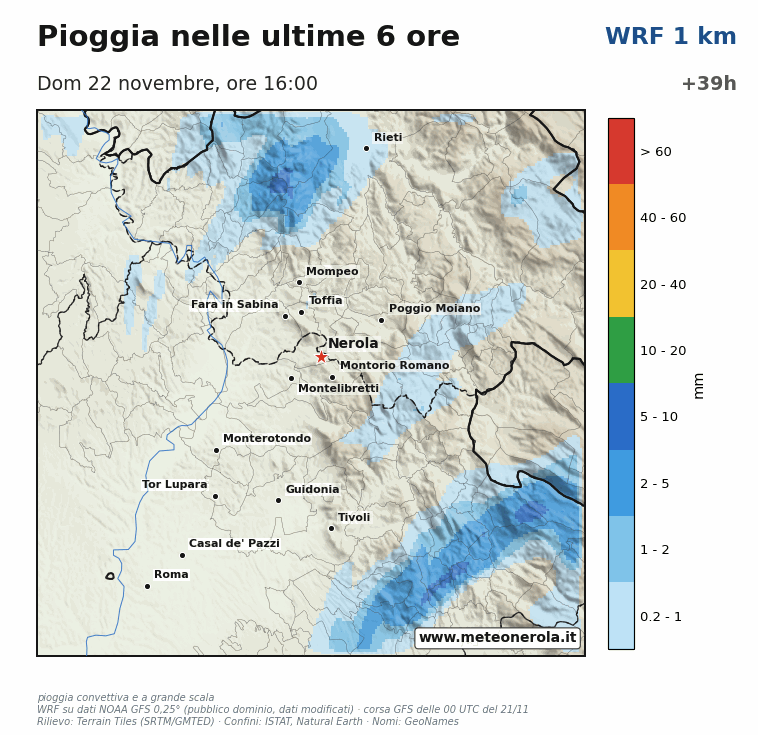 Pioggia nelle ultime 6 ore
WRF 1 km
Dom 22 novembre, ore 16:00
+39h
Rieti
Mompeo
Fara in Sabina
Toffia
Poggio Moiano
Nerola
Montorio Romano
Montelibretti
Monterotondo
Tor Lupara
Guidonia
Tivoli
Casal de' Pazzi
Roma
www.meteonerola.it
> 60
40 - 60
20 - 40
10 - 20
5 - 10
2 - 5
1 - 2
0.2 - 1
mm
pioggia convettiva e a grande scala
WRF su dati NOAA GFS 0,25° (pubblico dominio, dati modificati) · corsa GFS delle 00 UTC del 21/11
Rilievo: Terrain Tiles (SRTM/GMTED) · Confini: ISTAT, Natural Earth · Nomi: GeoNames